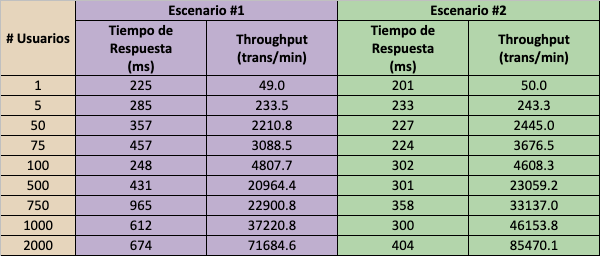 Escenario #1 Escenario #2
# Usuarios Tiempo de Respuesta (ms) Throughput (trans/min) Tiempo de Respuesta (ms) Throughput (trans/min)
1 225 49.0 201 50.0
5 285 233.5 233 243.3
50 357 2210.8 227 2445.0
75 457 3088.5 224 3676.5
100 248 4807.7 302 4608.3
500 431 20964.4 301 23059.2
750 965 22900.8 358 33137.0
1000 612 37220.8 300 46153.8
2000 674 71684.6 404 85470.1